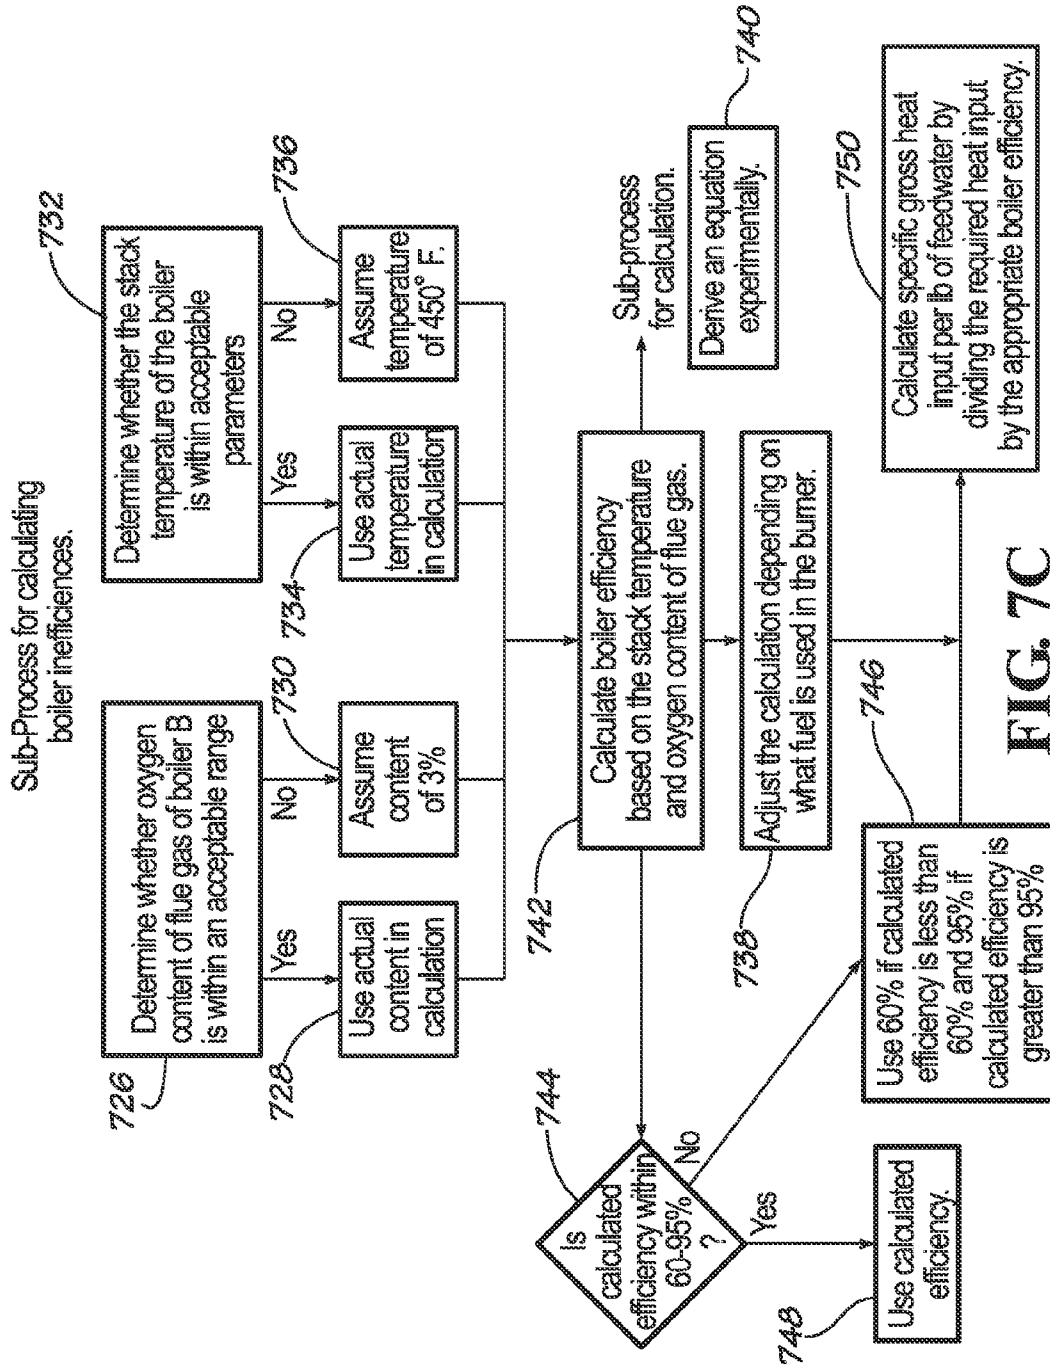 Sub-Process for calculating
boiler inefficiences.
726
Determine whether oxygen
content of flue gas of boiler B
is within an acceptable range
732
Determine whether the stack
temperature of the boiler
is within acceptable
parameters
Yes
No
Yes
No
728
Use actual
content in
calculation
730
Assume
content
of 3%
734
Use actual
temperature
in calculation
736
Assume
temperature
of 450° F.
742
Calculate boiler efficiency
based on the stack temperature
and oxygen content of flue gas.
Sub-process
for calculation.
740
Derive an equation
experimentally.
744
Is
calculated
efficiency within
60-95%
?
No
Yes
738
Adjust the calculation depending on
what fuel is used in the burner.
748
Use calculated
efficiency.
746
Use 60% if calculated
efficiency is less than
60% and 95% if
calculated efficiency is
greater than 95%
750
Calculate specific gross heat
input per lb of feedwater by
dividing the required heat input
by the appropriate boiler efficiency.
FIG. 7C